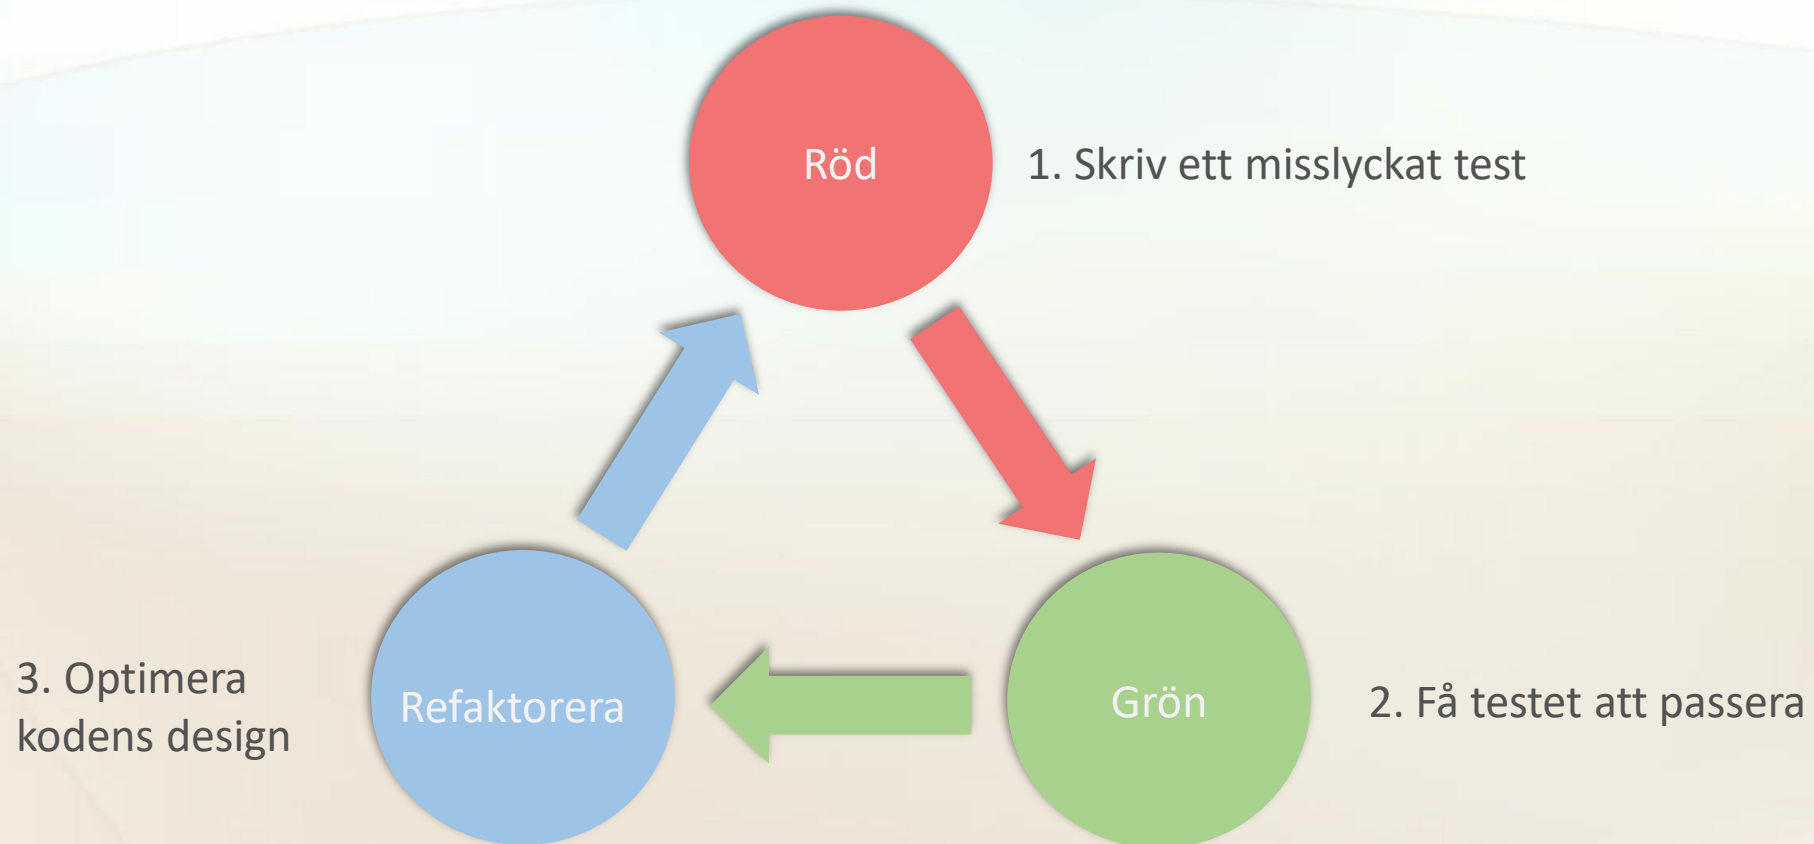 Röd
1. Skriv ett misslyckat test
3. Optimera
kodens design
Refaktorera
Grön
2. Få testet att passera